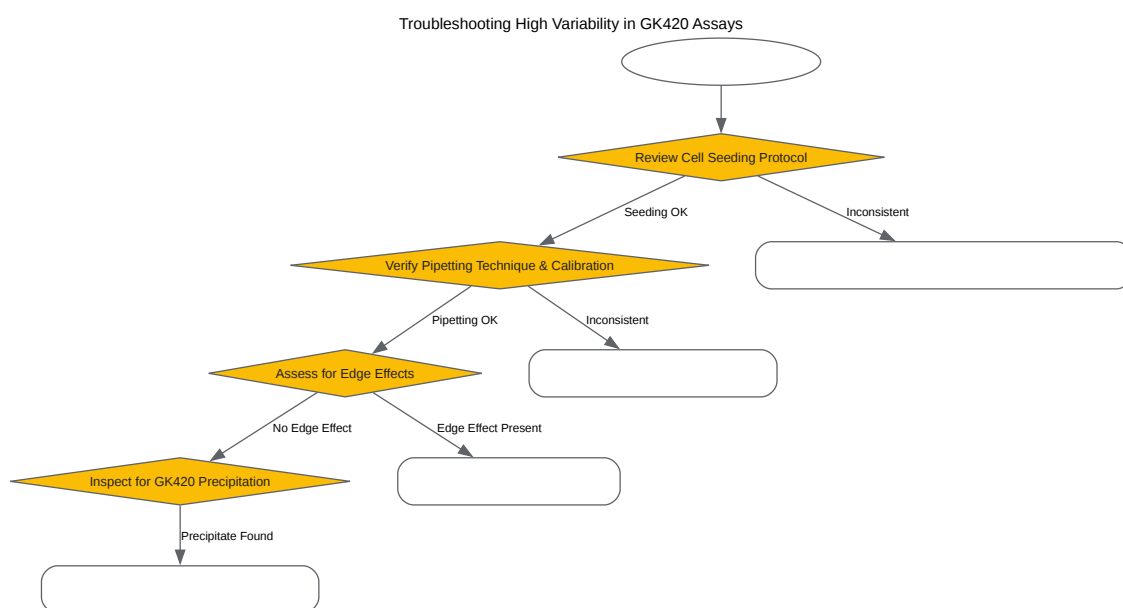 Troubleshooting High Variability in GK420 Assays
Review Cell Seeding Protocol
Seeding OK
Inconsistent
Verify Pipetting Technique & Calibration
Pipetting OK
Inconsistent
Assess for Edge Effects
No Edge Effect
Edge Effect Present
Inspect for GK420 Precipitation
Precipitate Found